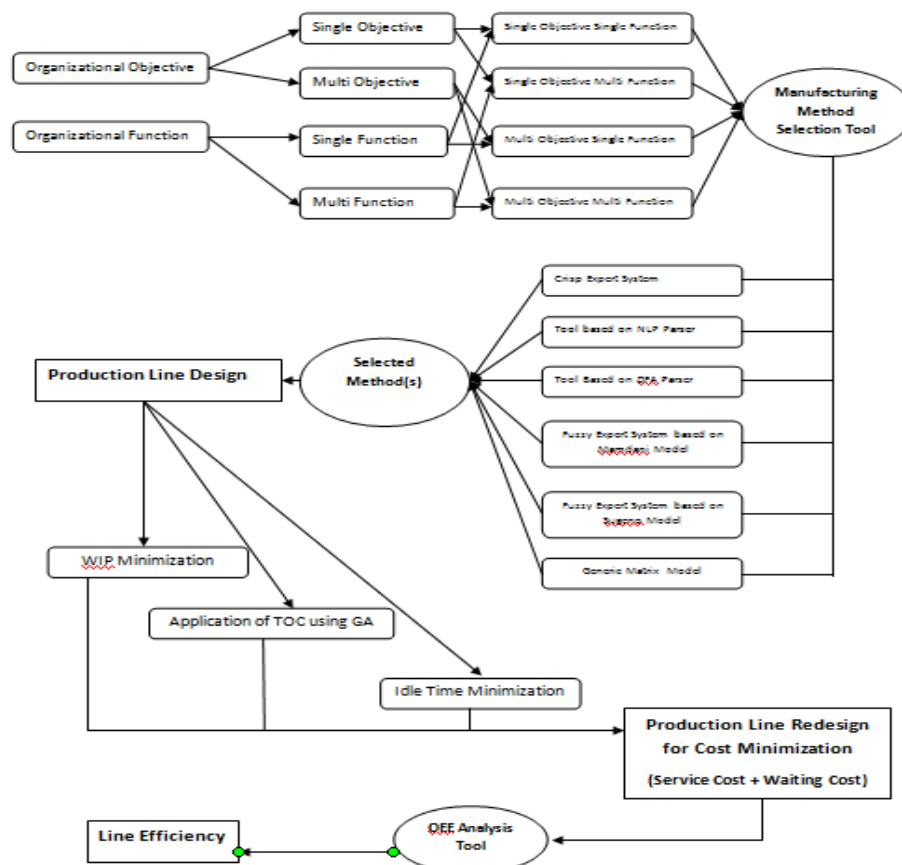 Single Objective
Single Objective Single Function
Organizational Objective
Multi Objective
Single Objective Multi Function
Manufacturing
Method
Selection Tool
Organizational Function
Single Function
Multi Objective Single Function
Multi Function
Multi Objective Multi Function
Crisp Expert System
Tool based on NLP Parser
Production Line Design
Selected
Method(s)
Tool Based on DFA Parser
Fuzzy Expert System based on
Mamdani Model
Fuzzy Expert System based on
Sugeno Model
WIP Minimization
Generic Matrix Model
Application of TOC using GA
Idle Time Minimization
Production Line Redesign
for Cost Minimization
(Service Cost + Waiting Cost)
Line Efficiency
OEE Analysis
Tool